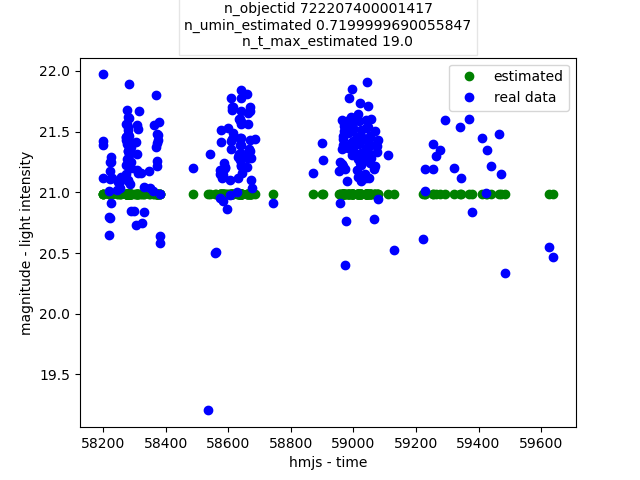 n_objectid 722207400001417
n_umin_estimated 0.7199999690055847
n_t_max_estimated 19.0
22.0
21.5
21.0
20.5
20.0
19.5
magnitude - light intensity
estimated
real data
58200 58400 58600 58800 59000 59200 59400 59600
hmjs - time